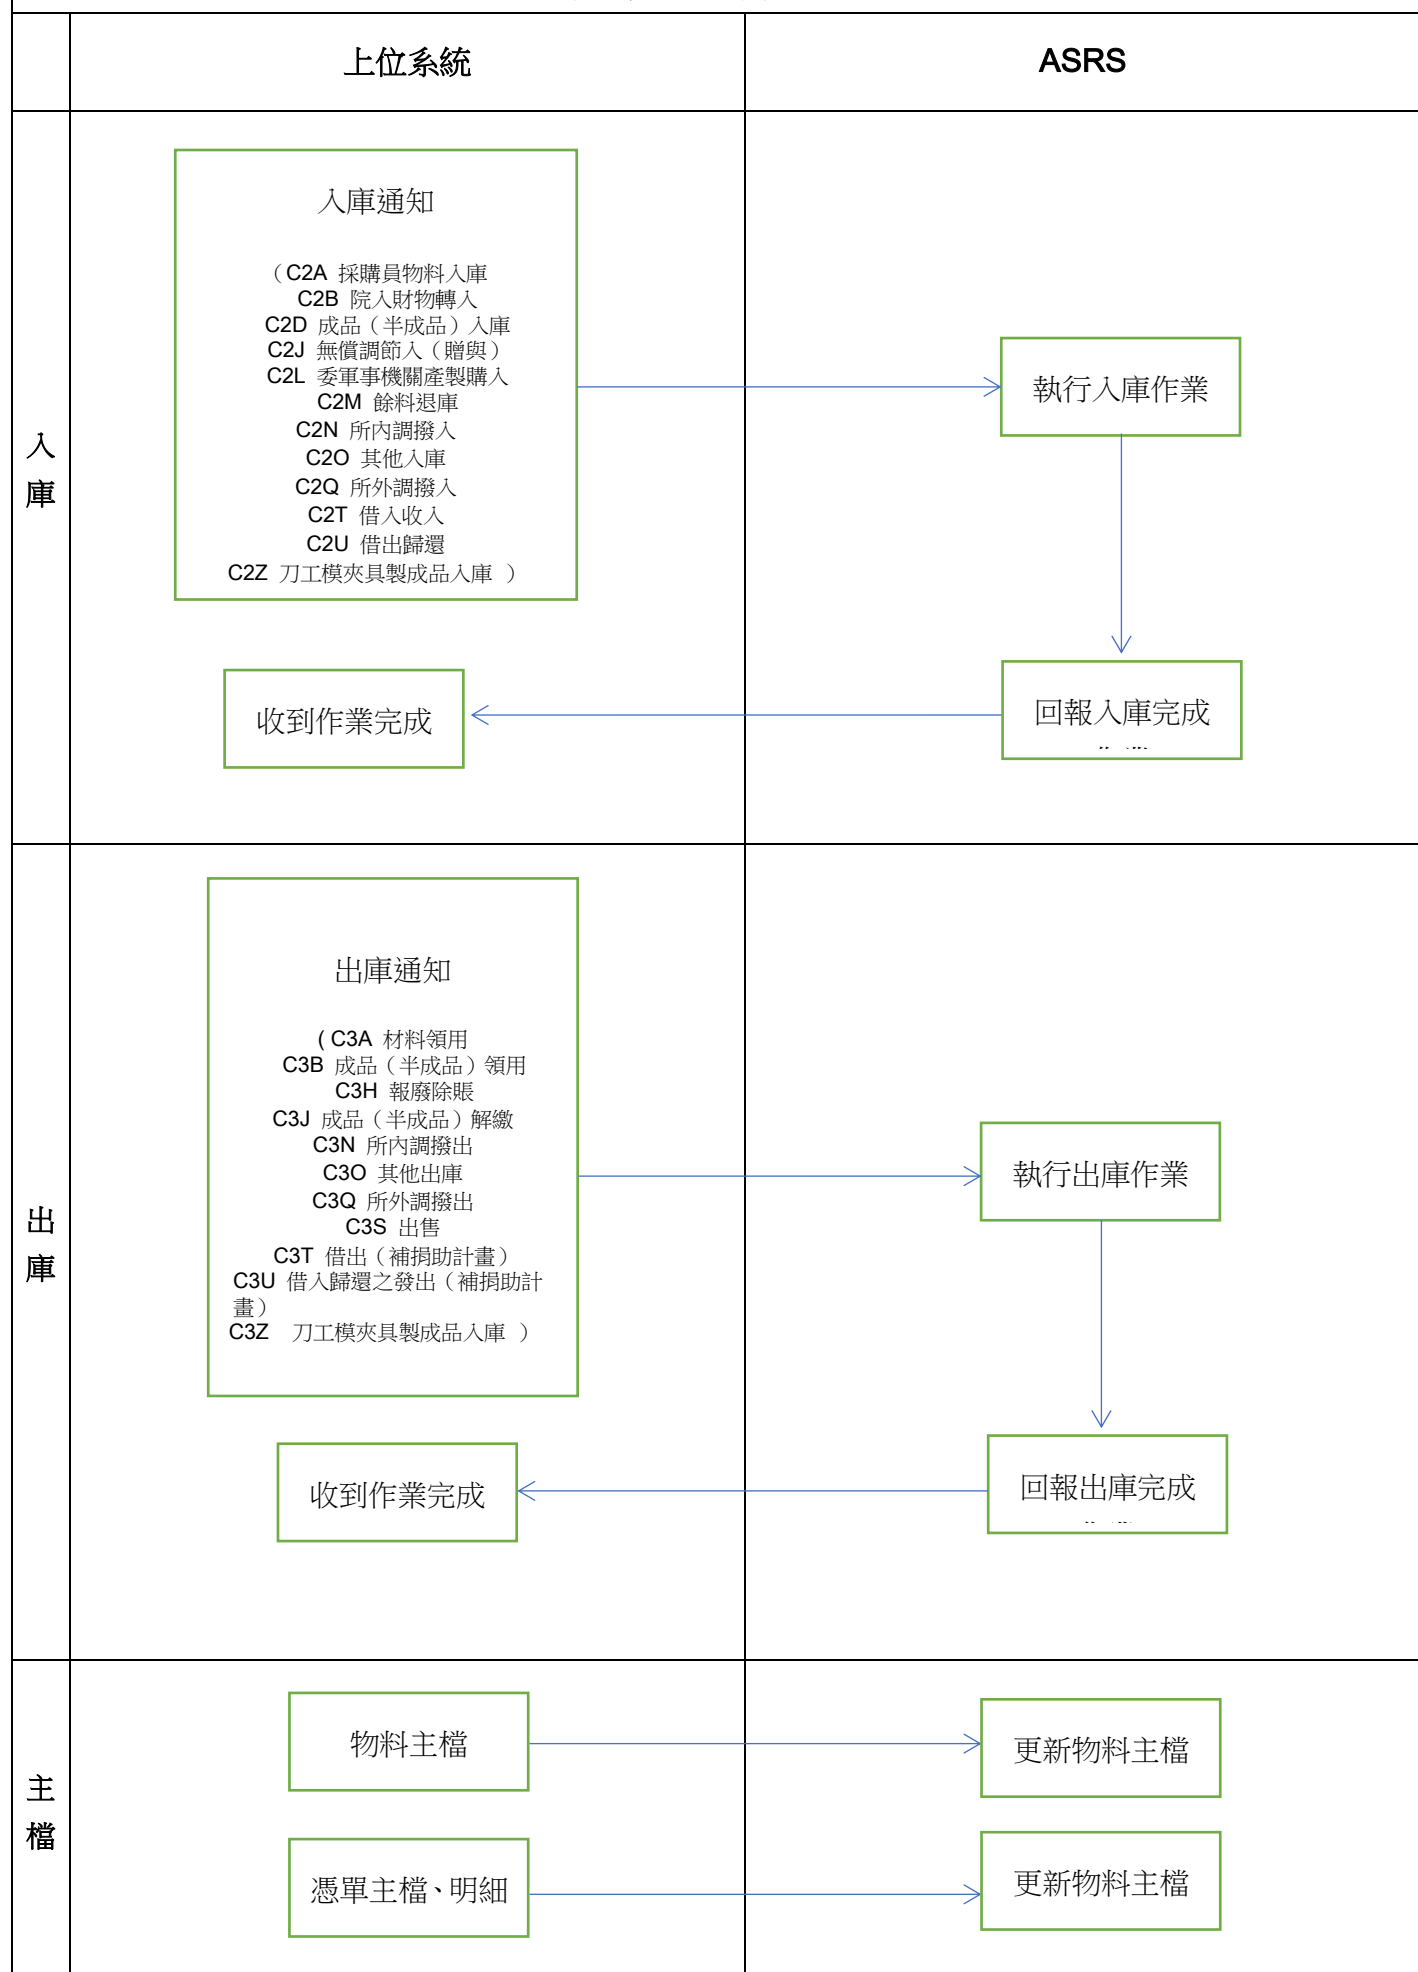 上位系統
ASRS
入庫
入庫通知
（C2A 採購員物料入庫
C2B 院入財物轉入
C2D 成品（半成品）入庫
C2J 無償調節入（贈與）
C2L 委軍事機關產製購入
C2M 餘料退庫
C2N 所內調撥入
C2O 其他入庫
C2Q 所外調撥入
C2T 借入收入
C2U 借出歸還
C2Z 刀工模夾具製成品入庫 ）
執行入庫作業
收到作業完成
回報入庫完成
出庫
出庫通知
( C3A 材料領用
C3B 成品（半成品）領用
C3H 報廢除賬
C3J 成品（半成品）解繳
C3N 所內調撥出
C3O 其他出庫
C3Q 所外調撥出
C3S 出售
C3T 借出（補捐助計畫）
C3U 借入歸還之發出（補捐助計
畫）
C3Z 刀工模夾具製成品入庫 ）
執行出庫作業
收到作業完成
回報出庫完成
主檔
物料主檔
更新物料主檔
憑單主檔、明細
更新物料主檔